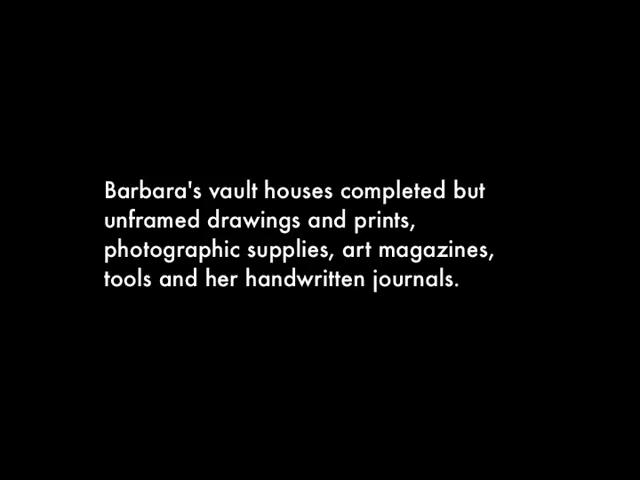 Barbara's vault houses completed but
unframed drawings and prints,
photographic supplies, art magazines,
tools and her handwritten journals.